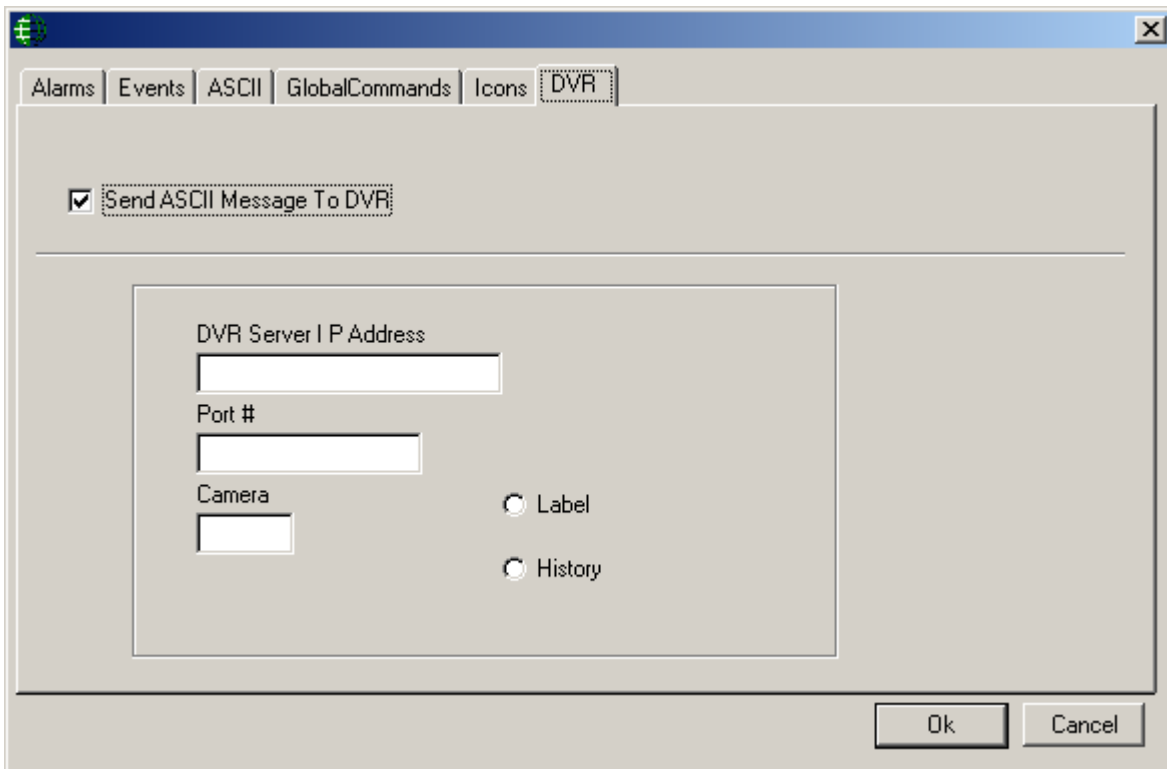 Alarms Events ASCII GlobalCommands Icons DVR
Send ASCII Message To DVR
DVR Server I P Address
Port #
Camera
Label
History
Ok Cancel